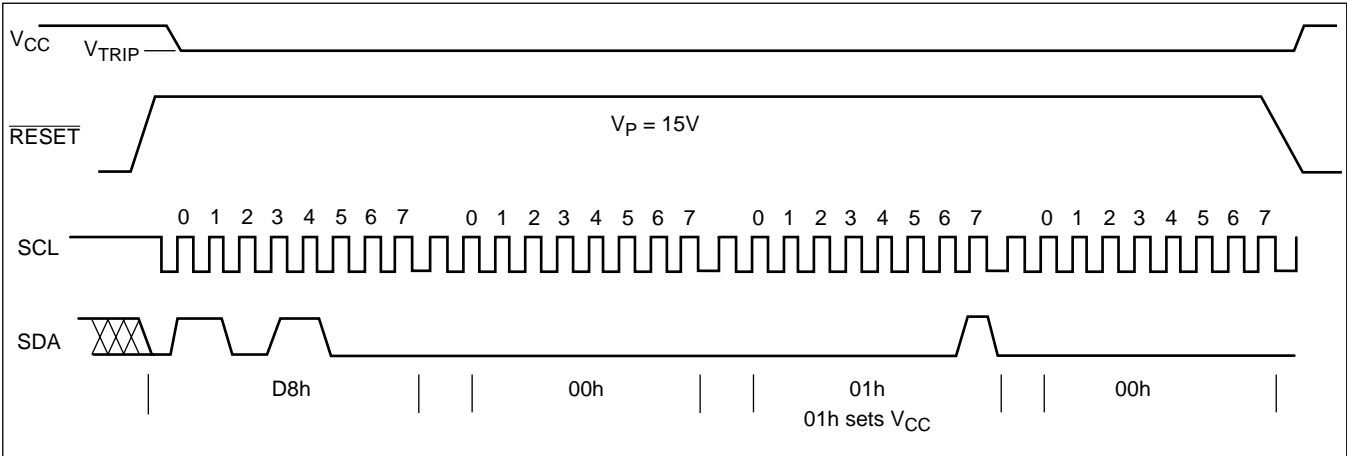 VCC
VTRIP
RESET
VP = 15V
0 1 2 3 4 5 6 7 0 1 2 3 4 5 6 7 0 1 2 3 4 5 6 7 0 1 2 3 4 5 6 7
SCL
SDA
D8h 00h 01h 00h
01h sets VCC